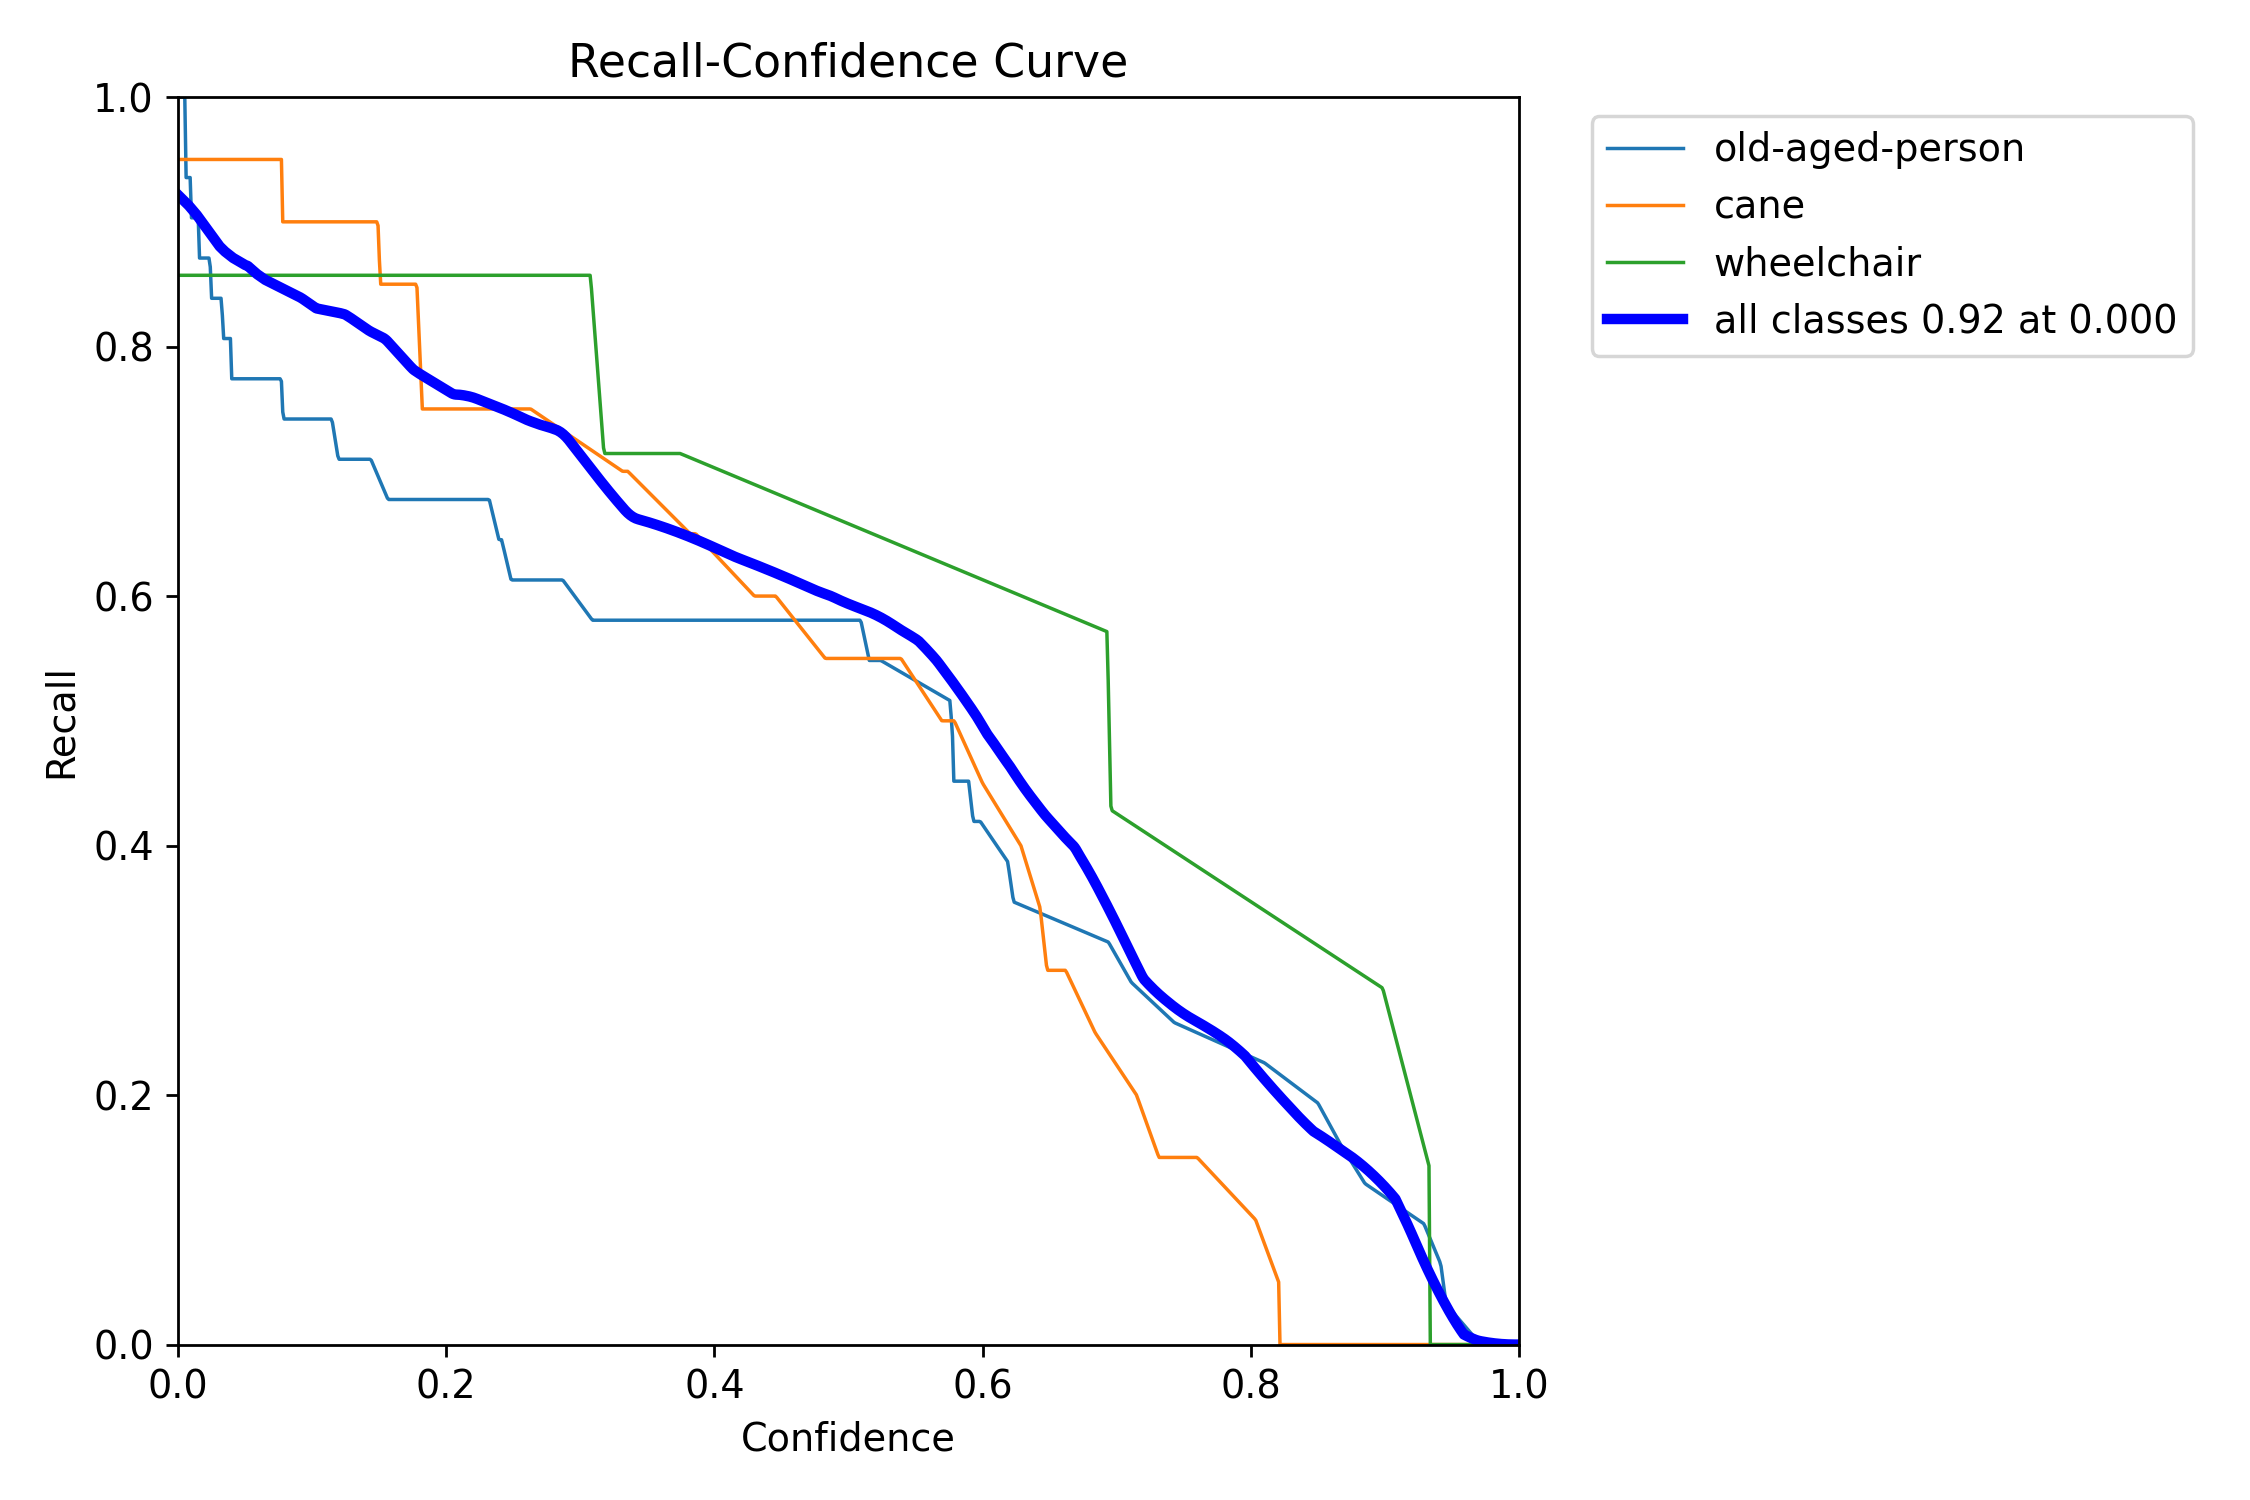 Recall-Confidence Curve
1.0
0.8
0.6
0.4
0.2
0.0
Recall
0.0 0.2 0.4 0.6 0.8 1.0
Confidence
old-aged-person
cane
wheelchair
all classes 0.92 at 0.000